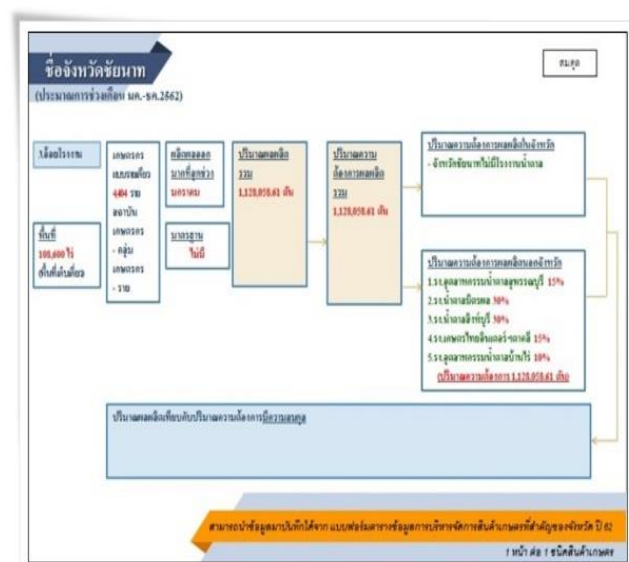 ชื่อจังหวัดชัยนาท
(ประมาณการช่วงเดือน มค.-ธค.2562)
สมดุล
3.อ้อยโรงงาน
พื้นที่
108,600 ไร่
เกษตรกร
4,404 ราย
สถาบัน
เกษตรกร
- กลุ่ม
เกษตรกร
- ราย
ผลผลิตออก
มากที่สุดช่วง
มกราคม
มาตรฐาน
ไม่มี
ปริมาณผลผลิต
รวม
1,128,058.61 ตัน
ปริมาณความ
ต้องการผลผลิต
รวม
1,128,058.61 ตัน
ปริมาณความต้องการผลผลิตในจังหวัด
- จังหวัดชัยนาทไม่มีโรงงานน้ำตาล
ปริมาณความต้องการผลผลิตนอกจังหวัด
1.รง.อุตสาหกรรมน้ำตาลสุพรรณบุรี 15%
2.รง.น้ำตาลมิตรผล 30%
3.รง.น้ำตาลสิงห์บุรี 30%
4.รง.เกษตรไทยอินเตอร์ฯตาคลี 15%
5.รง.อุตสาหกรรมน้ำตาลบ้านไร่ 10%
(ปริมาณความต้องการ 1,128,058.61 ตัน)
ปริมาณผลผลิตเทียบกับปริมาณความต้องการมีความสมดุล
สามารถนำข้อมูลมาบันทึกได้จาก แบบฟอร์มตารางข้อมูลการบริหารจัดการสินค้าเกษตรที่สำคัญของจังหวัด ปี 62
1 หน้า ต่อ 1 ชนิดสินค้าเกษตร